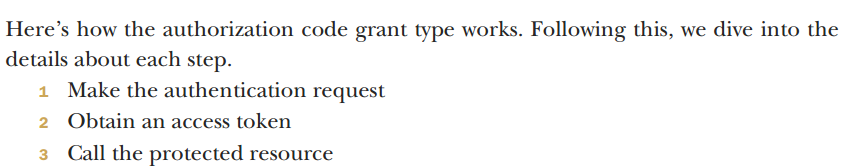 Here’s how the authorization code grant type works. Following this, we dive into the
details about each step.
1 Make the authentication request
2 Obtain an access token
3 Call the protected resource